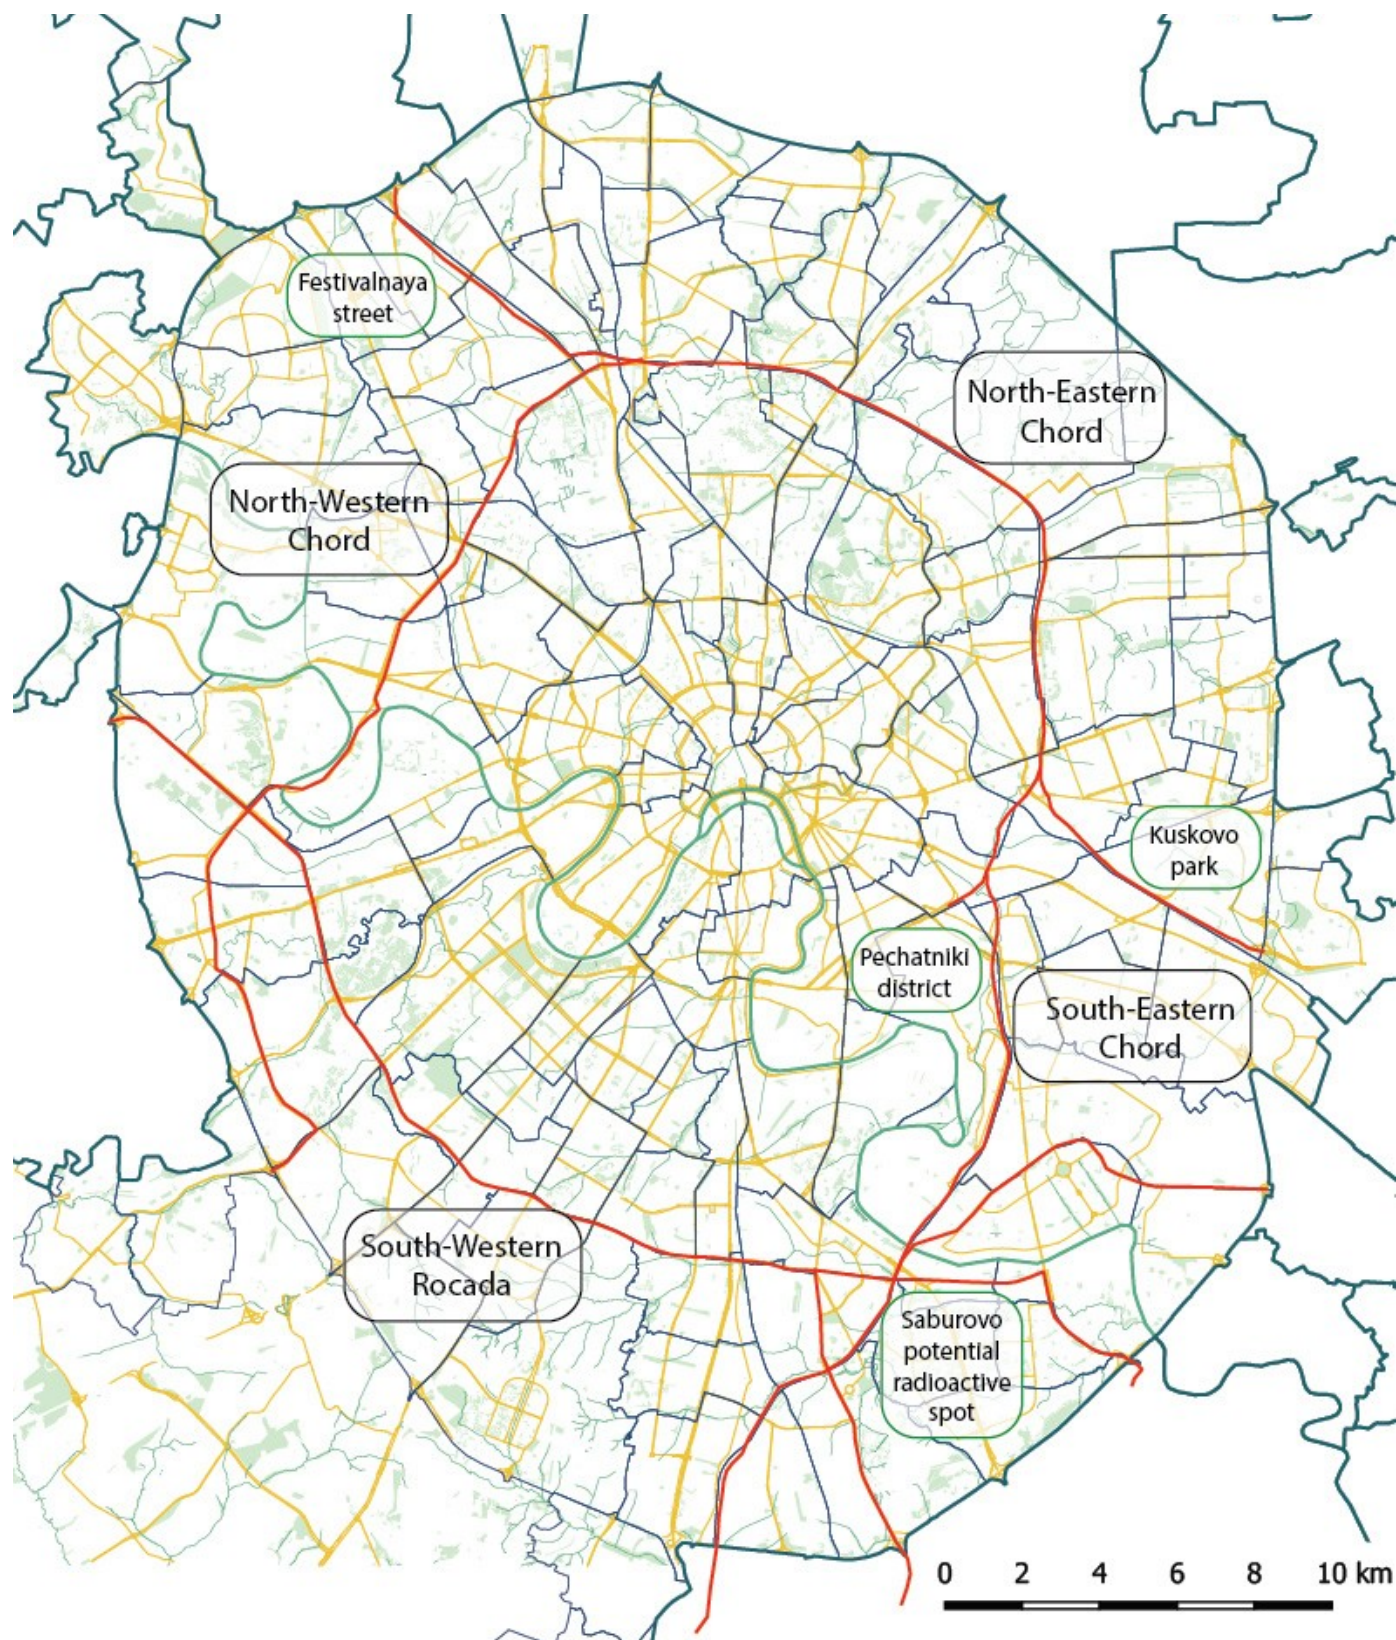 Festivalnaya
street
North-Eastern
Chord
North-Western
Chord
Kuskovo
park
Pechatniki
district
South-Eastern
Chord
South-Western
Rocada
Saburovo
potential
radioactive
spot
0 2 4 6 8 10 km